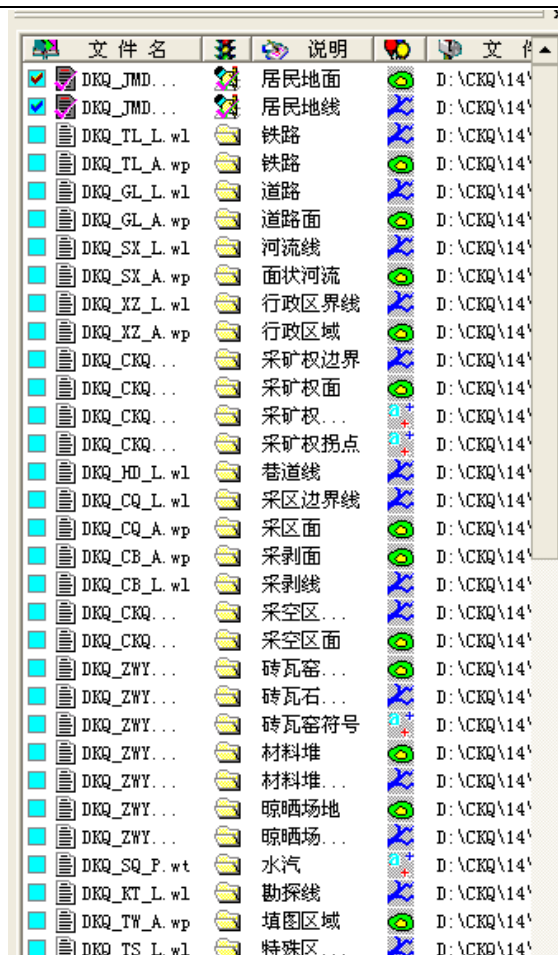 文件名 说明 文 件
DKQ_JMD... 居民地面 D:\CKQ\14\
DKQ_JMD... 居民地线 D:\CKQ\14\
DKQ_TL_L.wl 铁路 D:\CKQ\14\
DKQ_TL_A.wp 铁路 D:\CKQ\14\
DKQ_GL_L.wl 道路 D:\CKQ\14\
DKQ_GL_A.wp 道路面 D:\CKQ\14\
DKQ_SX_L.wl 河流线 D:\CKQ\14\
DKQ_SX_A.wp 面状河流 D:\CKQ\14\
DKQ_XZ_L.wl 行政区界线 D:\CKQ\14\
DKQ_XZ_A.wp 行政区域 D:\CKQ\14\
DKQ_CKQ... 采矿权边界 D:\CKQ\14\
DKQ_CKQ... 采矿权面 D:\CKQ\14\
DKQ_CKQ... 采矿权... D:\CKQ\14\
DKQ_CKQ... 采矿权拐点 D:\CKQ\14\
DKQ_HD_L.wl 巷道线 D:\CKQ\14\
DKQ_CQ_L.wl 采区边界线 D:\CKQ\14\
DKQ_CQ_A.wp 采区面 D:\CKQ\14\
DKQ_CB_A.wp 采剥面 D:\CKQ\14\
DKQ_CB_L.wl 采剥线 D:\CKQ\14\
DKQ_CKQ... 采空区... D:\CKQ\14\
DKQ_CKQ... 采空区面 D:\CKQ\14\
DKQ_ZWY... 砖瓦窑... D:\CKQ\14\
DKQ_ZWY... 砖瓦石... D:\CKQ\14\
DKQ_ZWY... 砖瓦窑符号 D:\CKQ\14\
DKQ_ZWY... 材料堆 D:\CKQ\14\
DKQ_ZWY... 材料堆... D:\CKQ\14\
DKQ_ZWY... 晾晒场地 D:\CKQ\14\
DKQ_ZWY... 晾晒场... D:\CKQ\14\
DKQ_SQ_P.wt 水汽 D:\CKQ\14\
DKQ_KT_L.wl 勘探线 D:\CKQ\14\
DKQ_TW_A.wp 填图区域 D:\CKQ\14\
DKQ_TS_L.wl 特殊区... D:\CKQ\14\